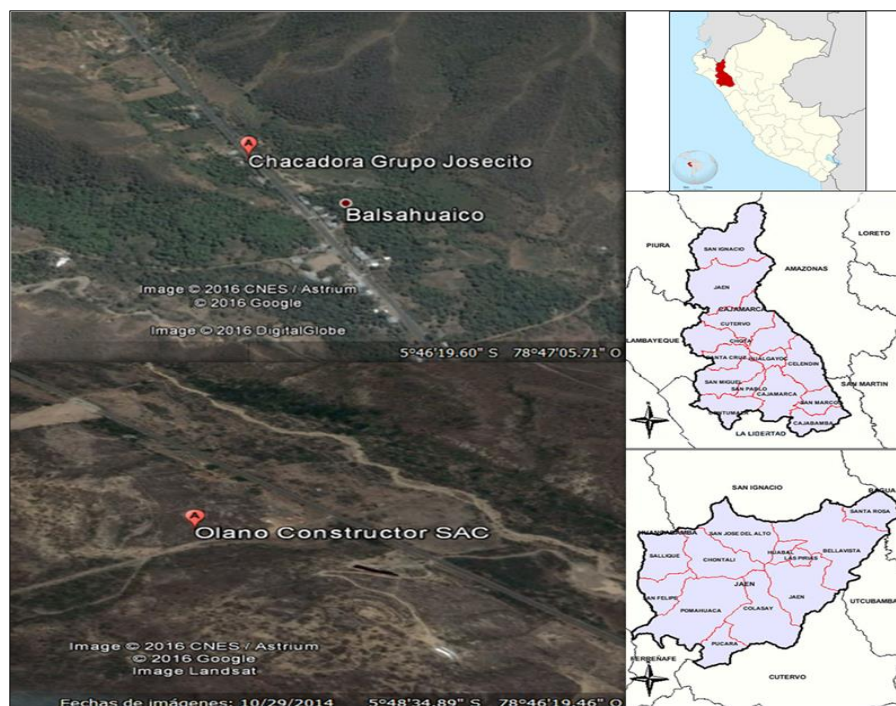 Chacadora Grupo Josecito
Balsahuaico
Image © 2016 CNES / Astrium
© 2016 Google
Image © 2016 DigitalGlobe
5°46'19.60" S 78°47'05.71" O
Olano Constructor SAC
Image © 2016 CNES / Astrium
© 2016 Google
Image Landsat
Fechas de imágenes: 10/29/2014 5°48'34.89" S 78°46'19.46" O
PIURA
LORETO
SAN IGNACIO
AMAZONAS
JAEN
CAJAMARCA
CUTERVO
CHOTA
LAMBAYEQUE
SANTA CRUZ
HUALGAYOC
CELENDIN
SAN MIGUEL
SAN MARTIN
SAN PABLO
CAJAMARCA
SAN MARCOS
CAJABAMBA
LA LIBERTAD
SAN IGNACIO
BAGUA
SANTA ROSA
HUANCABAMBA
SAN JOSE DEL ALTO
SALLIQUE
CHONTALI
HUABAL
LAS PIRIAS
BELLAVISTA
JAEN
SAN FELIPE
JAEN
UTCUBAMBA
POMAHUACA
COLASAY
PUCARA
FERREÑAFE
CUTERVO